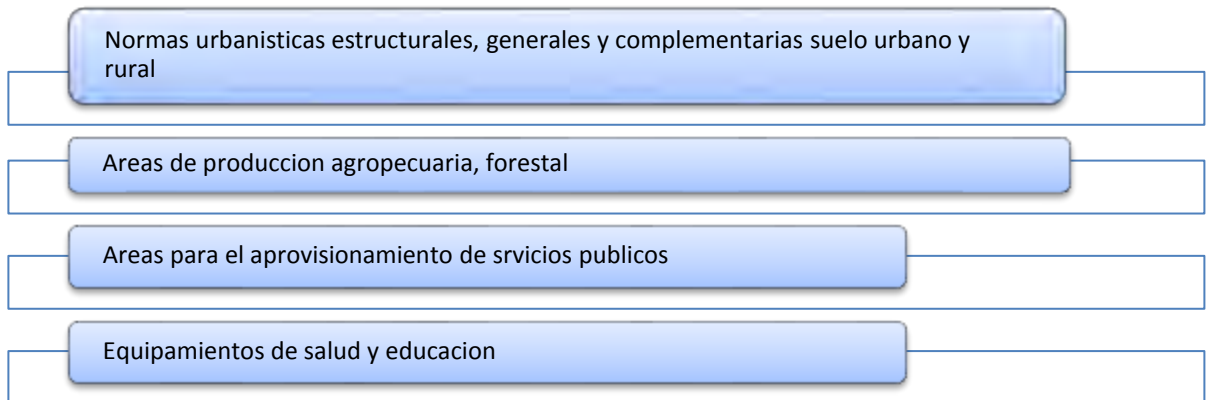 Normas urbanisticas estructurales, generales y complementarias suelo urbano y
rural
Areas de produccion agropecuaria, forestal
Areas para el aprovisionamiento de srvicios publicos
Equipamientos de salud y educacion